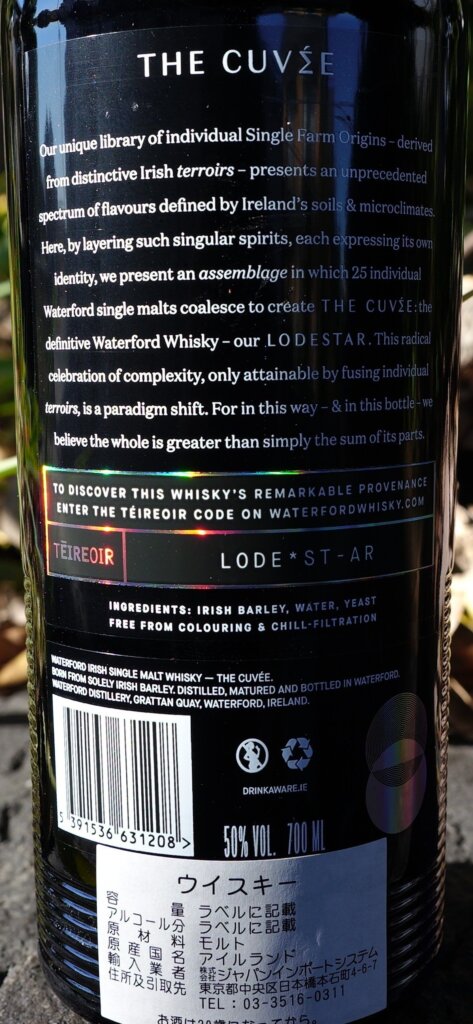 THE CUVÉE
Our unique library of individual Single Farm Origins – derived
from distinctive Irish terroirs – presents an unprecedented
spectrum of flavours defined by Ireland's soils & microclimates.
Here, by layering such singular spirits, each expressing its own
identity, we present an assemblage in which 25 individual
Waterford single malts coalesce to create THE CUVÉE: the
definitive Waterford Whisky – our LODESTAR. This radical
celebration of complexity, only attainable by fusing individual
terroirs, is a paradigm shift. For in this way – & in this bottle – we
believe the whole is greater than simply the sum of its parts.
TO DISCOVER THIS WHISKY'S REMARKABLE PROVENANCE
ENTER THE TÉIREOIR CODE ON WATERFORDWHISKY.COM
TÉIREOIR LODE*ST-AR
INGREDIENTS: IRISH BARLEY, WATER, YEAST
FREE FROM COLOURING & CHILL-FILTRATION
WATERFORD IRISH SINGLE MALT WHISKY — THE CUVÉE.
BORN FROM SOLELY IRISH BARLEY. DISTILLED, MATURED AND BOTTLED IN WATERFORD.
WATERFORD DISTILLERY, GRATTAN QUAY, WATERFORD, IRELAND.
DRINKAWARE.IE
5 391536 631208 >
50% VOL. 700 ML
ウイスキー
容量 ラベルに記載
アルコール分 ラベルに記載
原材料 モルト
原産国名 アイルランド
輸入業者 株式会社ジャパンインポートシステム
住所及引取先 東京都中央区日本橋本石町4-6-7
TEL：03-3516-0311
お酒は20歳になってから。